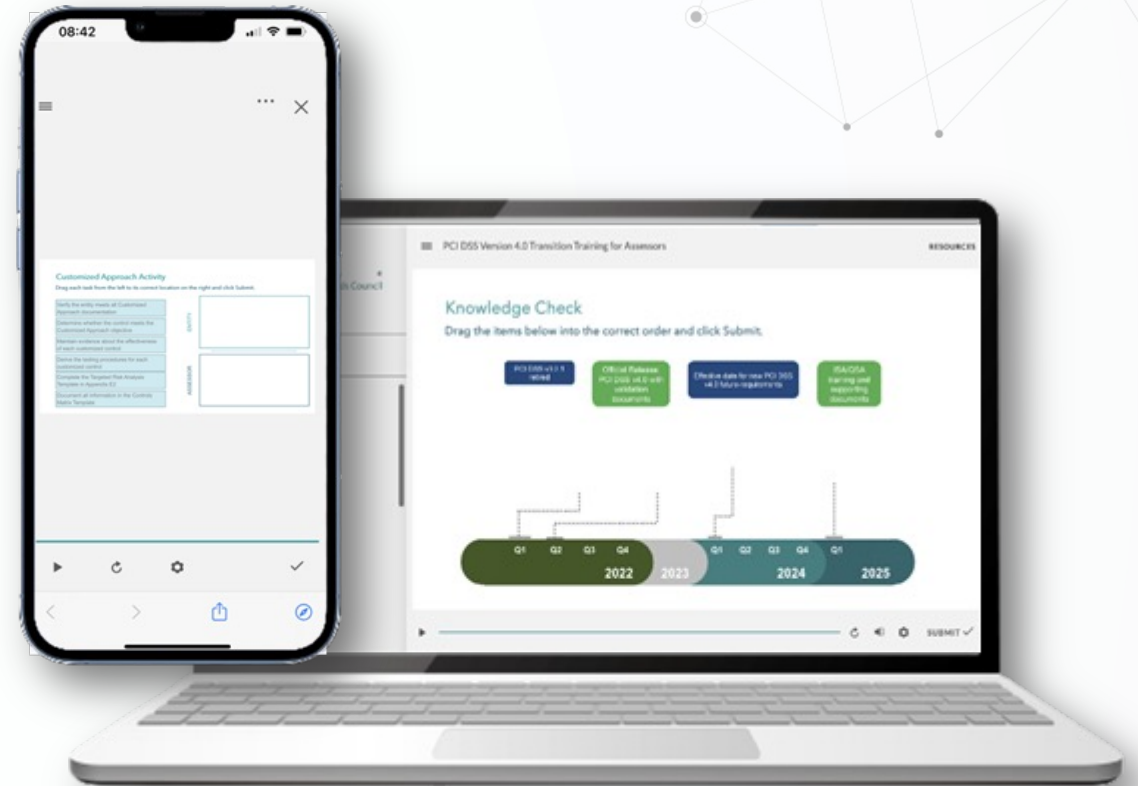 08:42
Customized Approach Activity
Drag each task from the left to its correct location on the right and click Submit.
Verify the entity meets all Customized
Approach documentation
Determine whether the control meets the
Customized Approach objective
Maintain evidence about the effectiveness
of each customized control
Derive the testing procedures for each
customized control
Complete the Targeted Risk Analysis
Template in Appendix E2
Document all information in the Controls
Matrix Template
ENTITY
ASSESSOR
s Council
PCI DSS Version 4.0 Transition Training for Assessors
RESOURCES
Knowledge Check
Drag the items below into the correct order and click Submit.
PCI DSS v3.2.1
retired
Official Release
PCI DSS v4.0 with
validation
documents
Effective date for new PCI DSS
v4.0 future requirements
ISA/QSA
training and
supporting
documents
Q1 Q2 Q3 Q4
2022
2023
Q1 Q2 Q3 Q4
2024
Q1
2025
SUBMIT